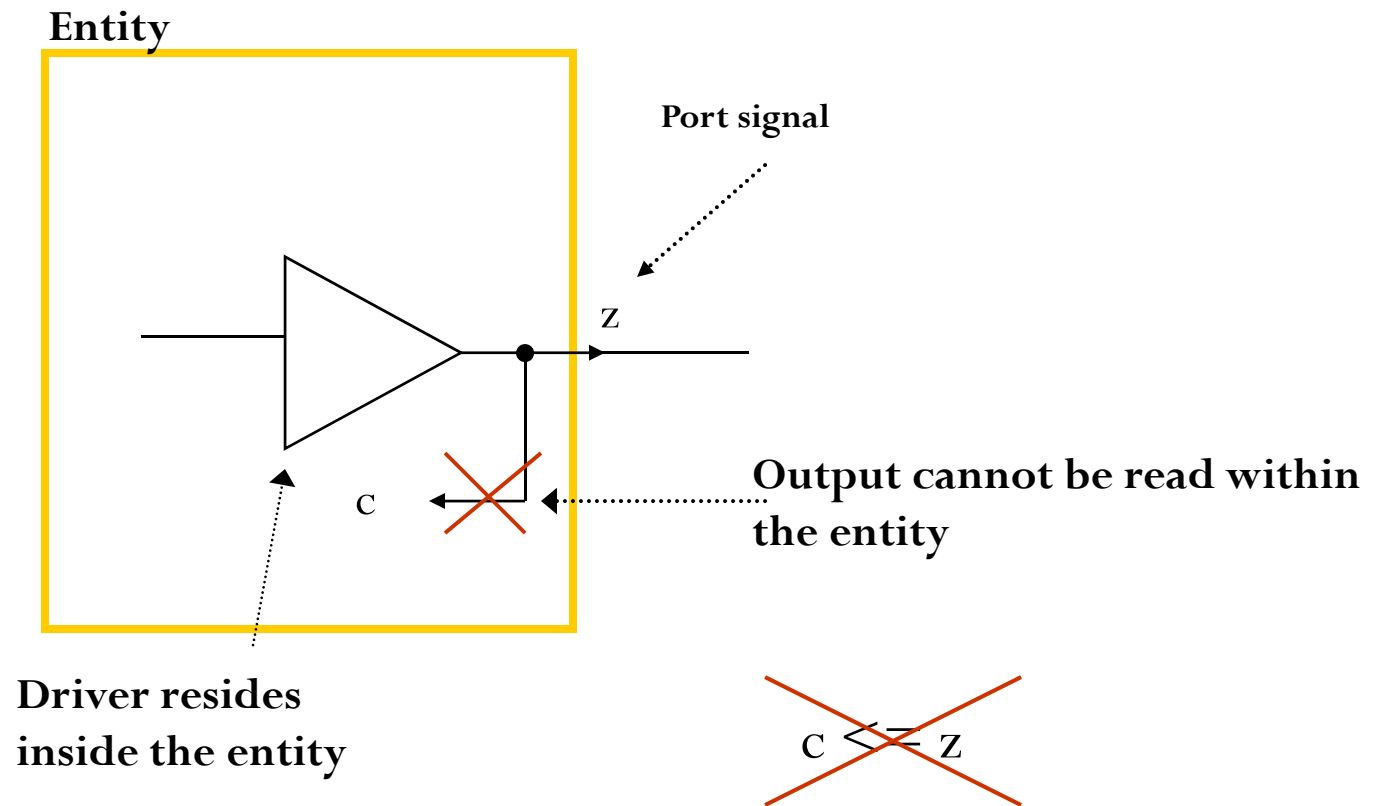 Entity
Port signal
z
c
Output cannot be read within
the entity
Driver resides
inside the entity
c <= z